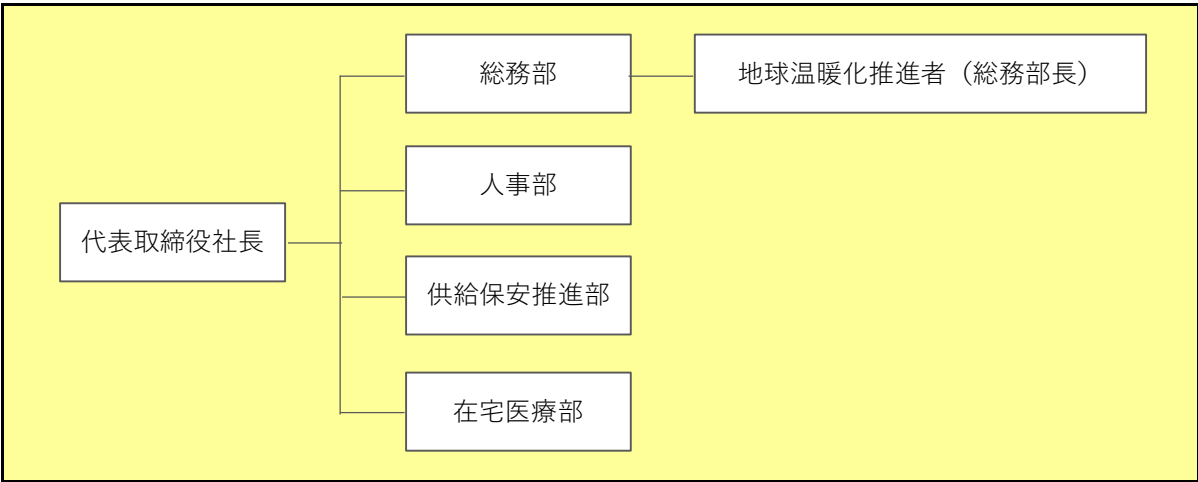 総務部
地球温暖化推進者（総務部長）
人事部
代表取締役社長
供給保安推進部
在宅医療部